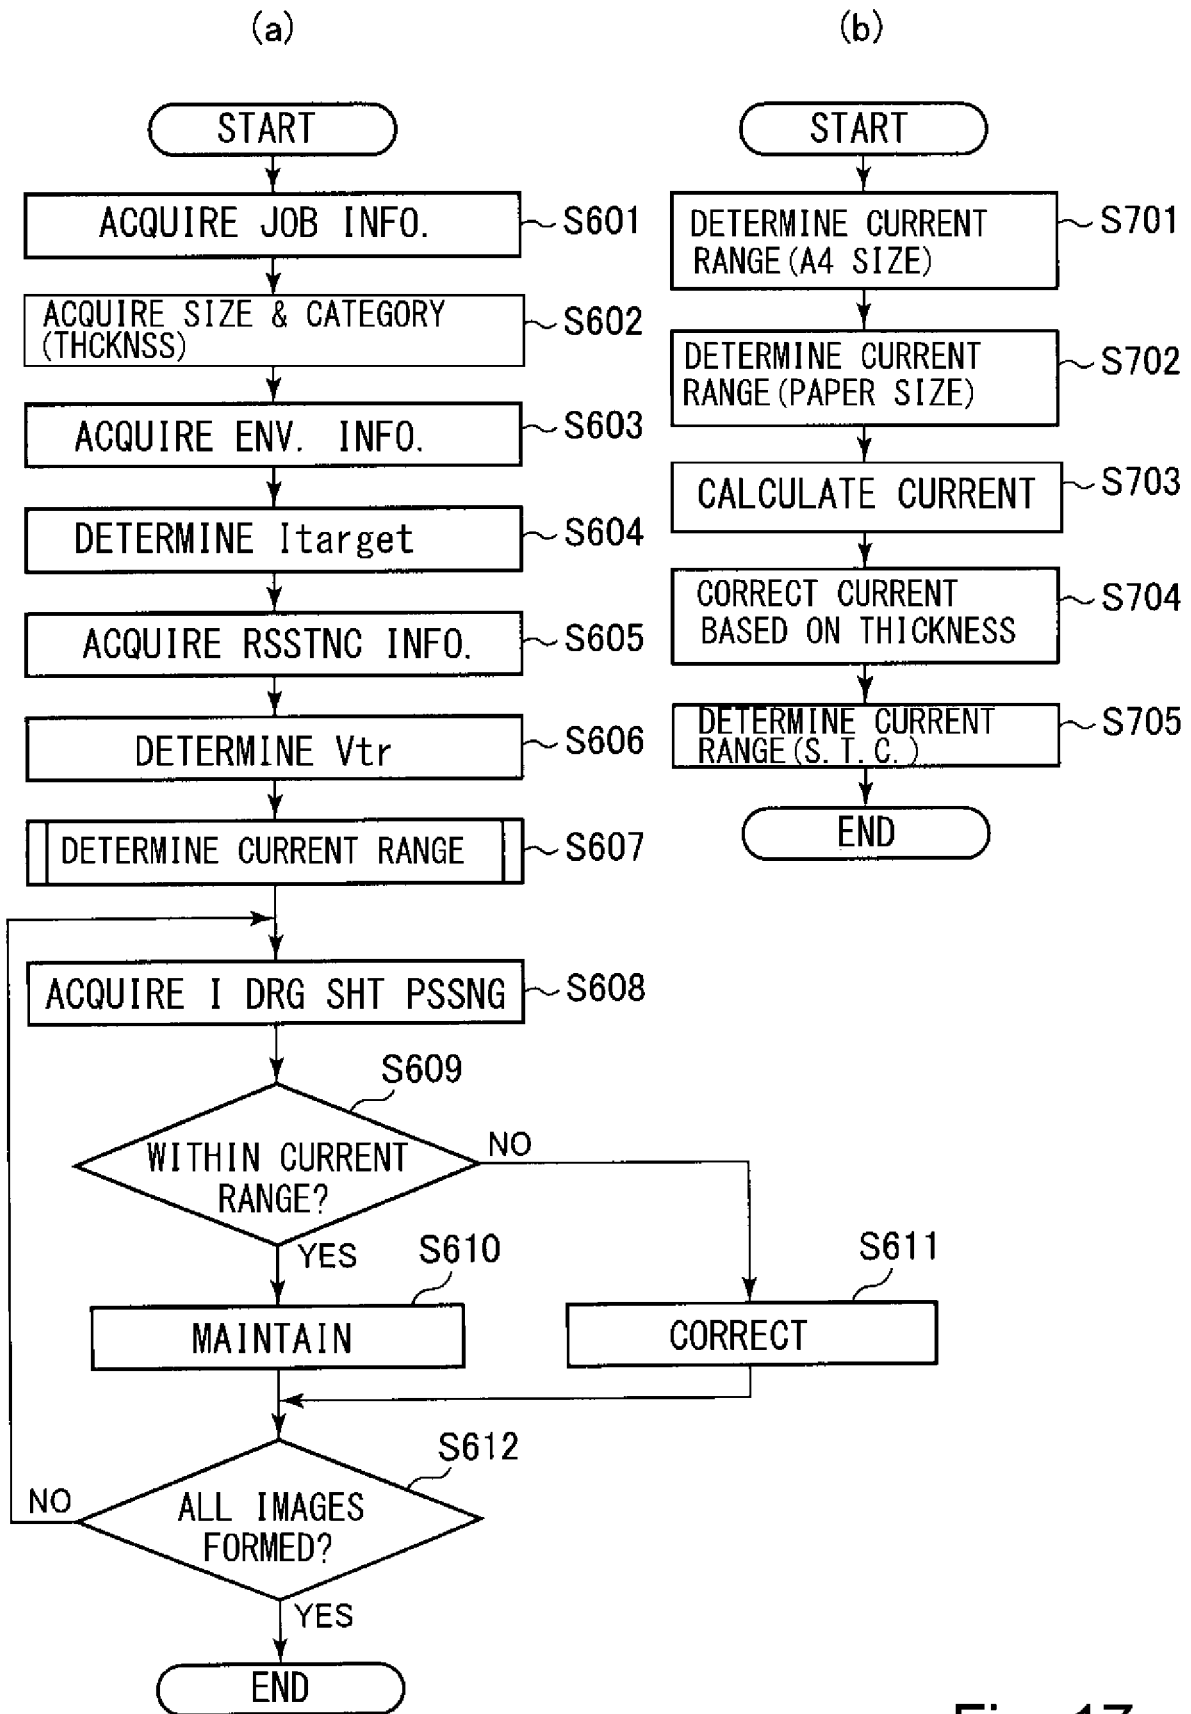 (a)
START
ACQUIRE JOB INFO.
S601
ACQUIRE SIZE & CATEGORY
(THCKNSS)
S602
ACQUIRE ENV. INFO.
S603
DETERMINE Itarget
S604
ACQUIRE RSSTNC INFO.
S605
DETERMINE Vtr
S606
DETERMINE CURRENT RANGE
S607
ACQUIRE I DRG SHT PSSNG
S608
S609
WITHIN CURRENT
RANGE?
NO
YES
S610
MAINTAIN
S611
CORRECT
S612
ALL IMAGES
FORMED?
NO
YES
END
(b)
START
DETERMINE CURRENT
RANGE(A4 SIZE)
S701
DETERMINE CURRENT
RANGE(PAPER SIZE)
S702
CALCULATE CURRENT
S703
CORRECT CURRENT
BASED ON THICKNESS
S704
DETERMINE CURRENT
RANGE(S.T.C.)
S705
END